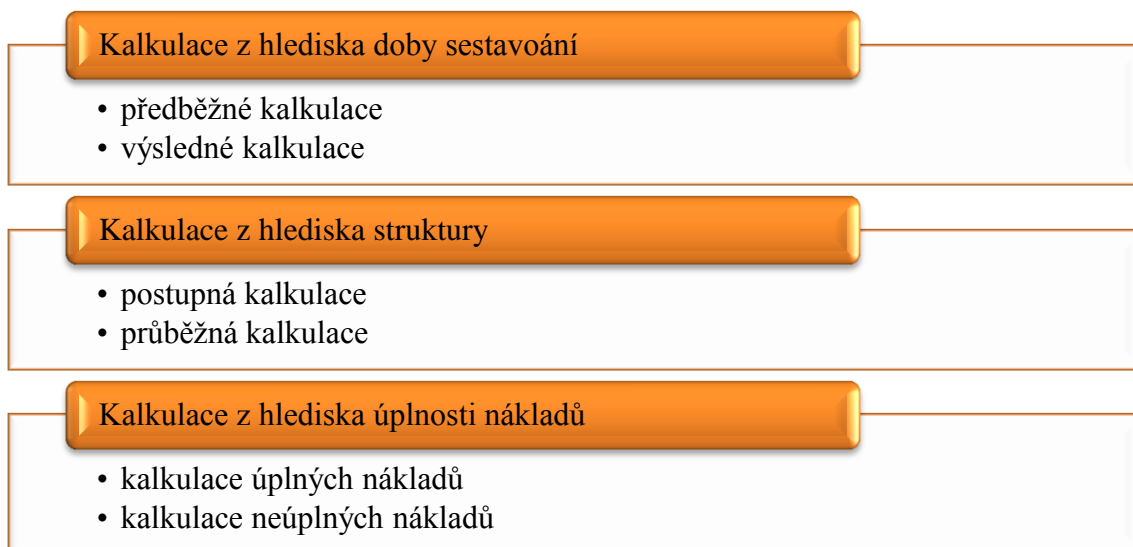 Kalkulace z hlediska doby sestavoání
• předběžné kalkulace
• výsledné kalkulace
Kalkulace z hlediska struktury
• postupná kalkulace
• průběžná kalkulace
Kalkulace z hlediska úplnosti nákladů
• kalkulace úplných nákladů
• kalkulace neúplných nákladů